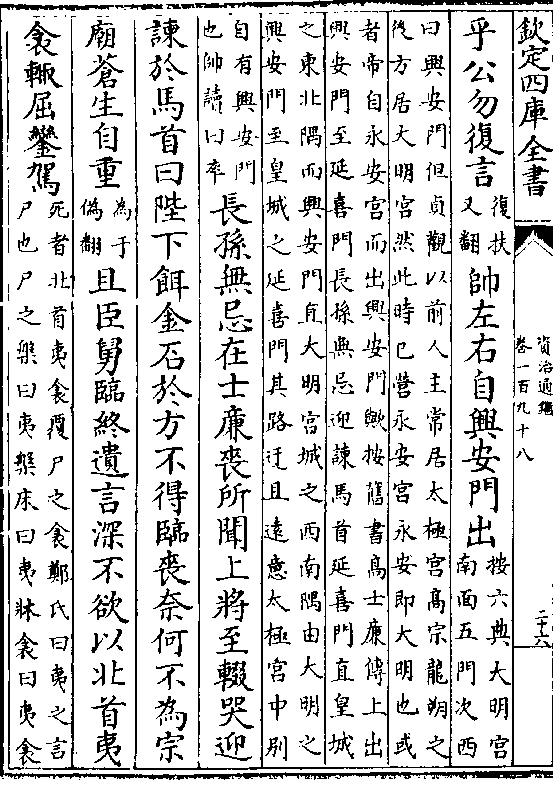 欽定四庫全書
資治通鑑
卷一百九十八
二十六
乎公勿復言
復扶
又翻
帥左右自興安門出
按六典大明宫
南面五門次西
曰興安門但貞觀以前人主常居太極宫髙宗龍朔之
後方居大明宫然此時已營永安宫永安即大明也或
者帝自永安宫而出興安門歟按舊書髙士廉傳上出
興安門至延喜門長孫無忌迎諫馬首延喜門直皇城
之東北隅而興安門直大明宫城之西南隅由大明之
興安門至皇城之延喜門其路迂且逺意太極宫中别
自有興安門
也帥讀曰率
長孫無忌在士廉喪所聞上將至輟哭迎
諫於馬首曰陛下餌金石於方不得臨喪奈何不為宗
廟蒼生自重
為于
偽翻
且臣舅臨終遺言深不欲以北首夷
衾輙屈鑾駕
死者北首夷衾覆尸之衾鄭氏曰夷之言
尸也尸之槃曰夷槃床曰夷牀衾曰夷衾